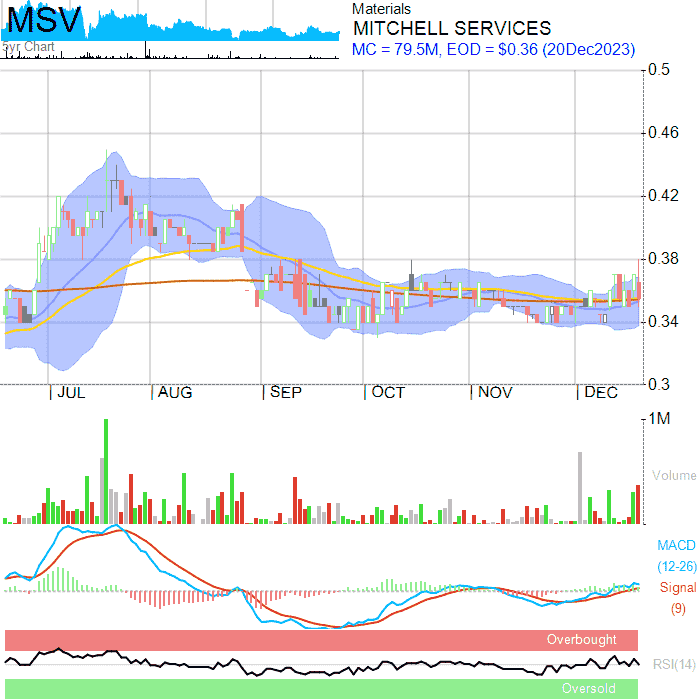 MSV
5yr Chart
Materials
MITCHELL SERVICES
MC = 79.5M, EOD = $0.36 (20Dec2023)
0.5
0.46
0.42
0.38
0.34
0.3
JUL AUG SEP OCT NOV DEC
1M
Volume
MACD
(12-26)
Signal
(9)
Overbought
RSI(14)
Oversold